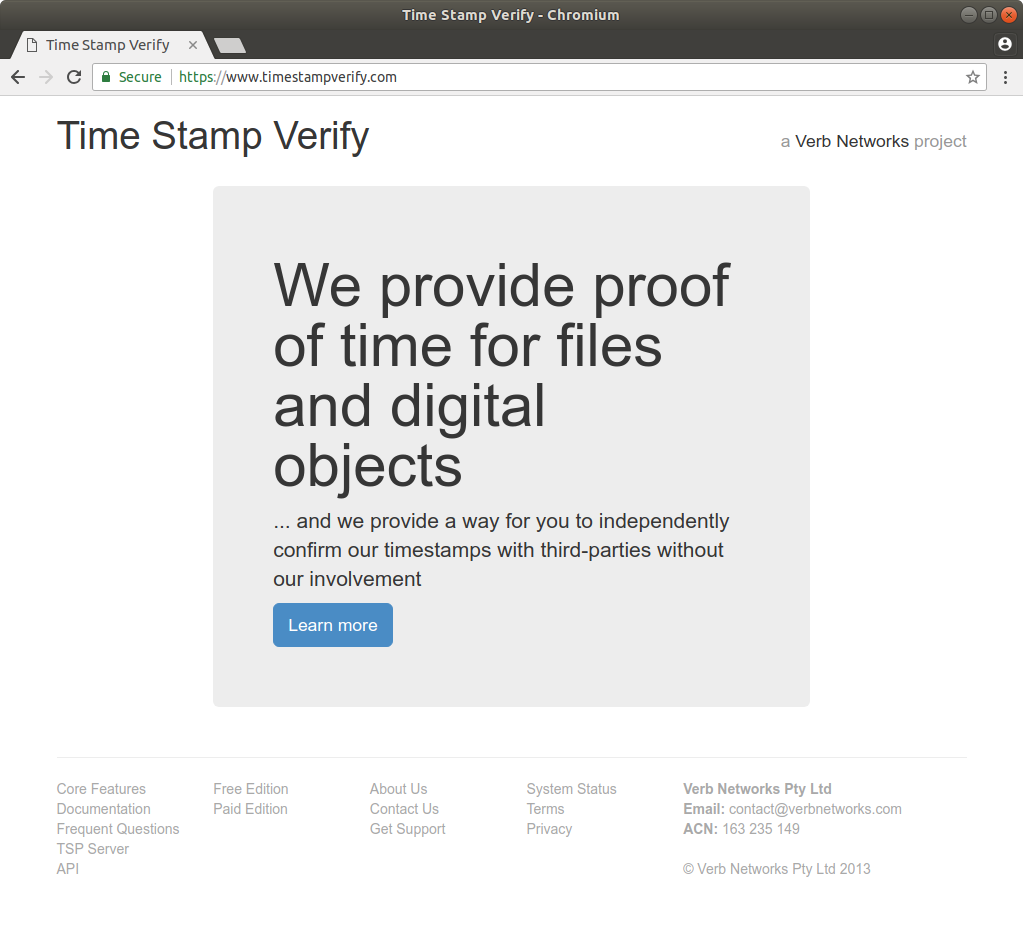 Time Stamp Verify - Chromium
Time Stamp Verify
Secure
https://www.timestampverify.com
Time Stamp Verify
a Verb Networks project
We provide proof
of time for files
and digital
objects
... and we provide a way for you to independently
confirm our timestamps with third-parties without
our involvement
Learn more
Core Features
Documentation
Frequent Questions
TSP Server
API
Free Edition
Paid Edition
About Us
Contact Us
Get Support
System Status
Terms
Privacy
Verb Networks Pty Ltd
Email: contact@verbnetworks.com
ACN: 163 235 149
© Verb Networks Pty Ltd 2013